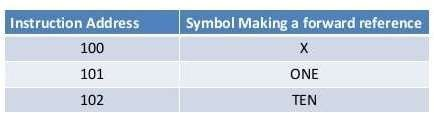 Instruction Address Symbol Making a forward reference
100 X
101 ONE
102 TEN